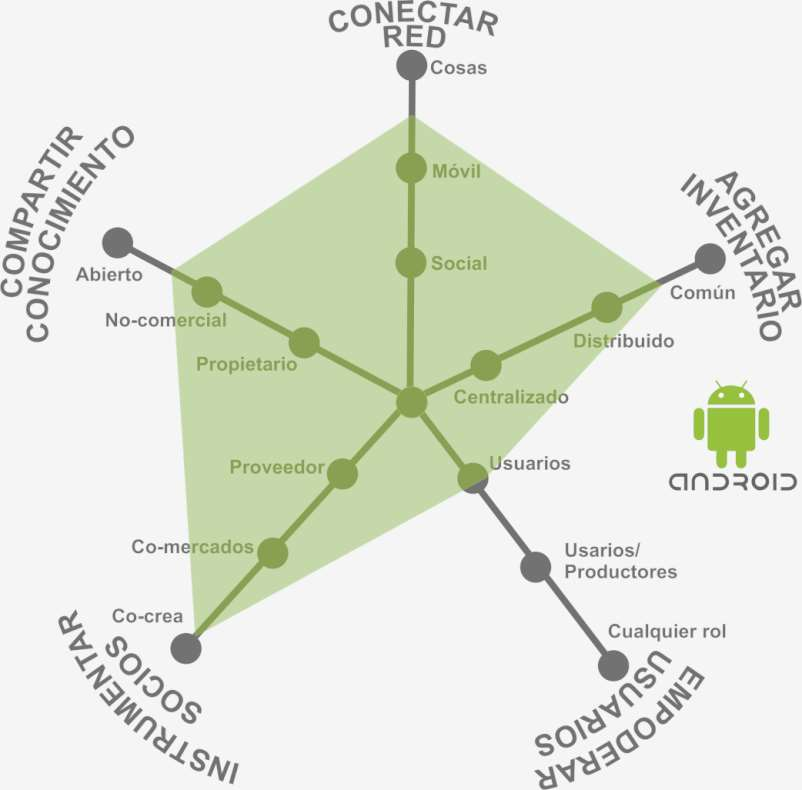 CONECTAR
RED
Cosas
Móvil
Social
AGREGAR
INVENTARIO
Común
Distribuido
Centralizado
COMPARTIR
CONOCIMIENTO
Abierto
No-comercial
Propietario
Proveedor
Co-mercados
Co-crea
INSTRUMENTAR
SOCIOS
Usuarios
Usarios/
Productores
Cualquier rol
EMPODERAR
USUARIOS
ANDROID